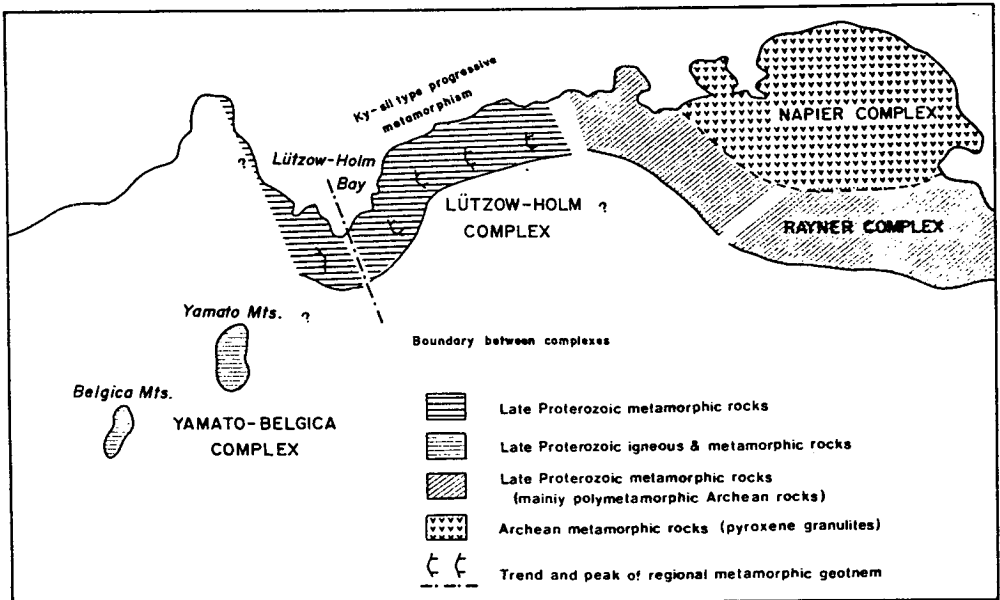 Ky-sil type progressive
metamorphism
NAPIER COMPLEX
?
Lützow-Holm
Bay
LÜTZOW-HOLM ?
COMPLEX
RAYNER COMPLEX
Yamato Mts. ?
Boundary between complexes
Belgica Mts.
YAMATO-BELGICA
COMPLEX
Late Proterozoic metamorphic rocks
Late Proterozoic igneous & metamorphic rocks
Late Proterozoic metamorphic rocks
(mainiy polymetamorphic Archean rocks)
Archean metamorphic rocks (pyroxene granulites)
Trend and peak of regional metamorphic geotnem